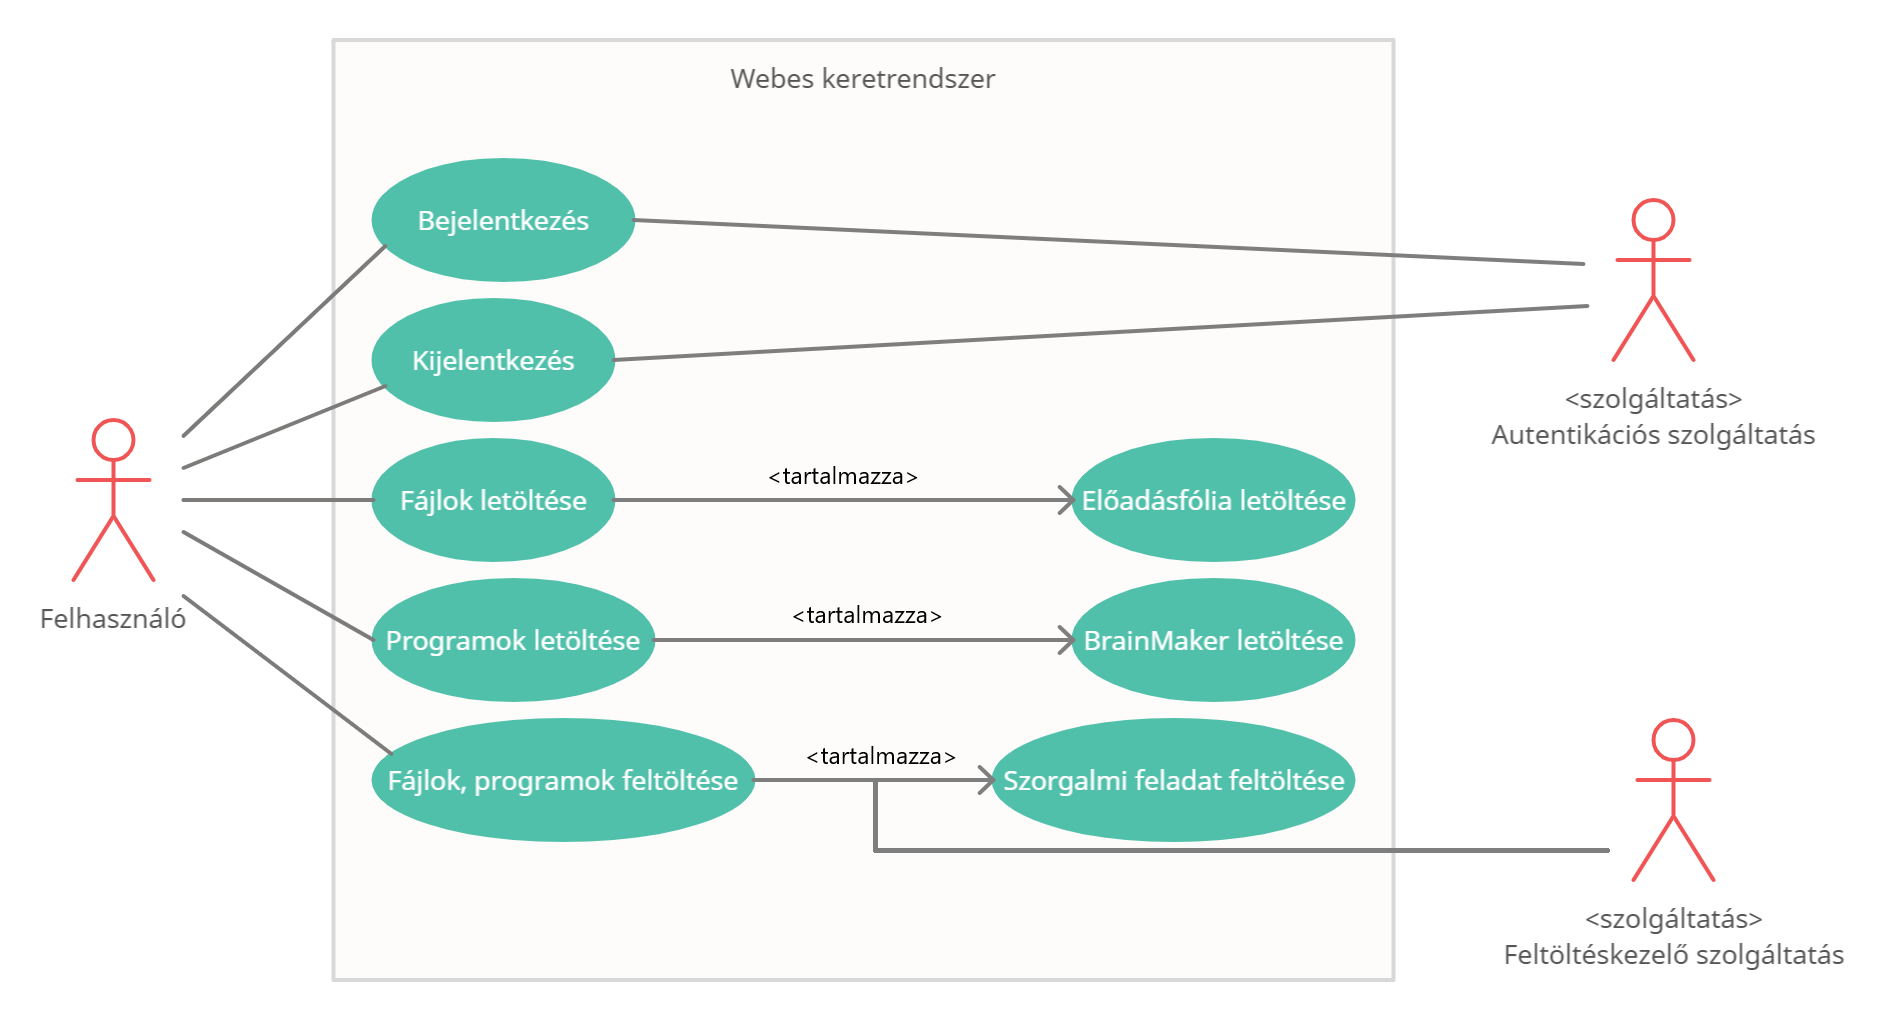 Webes keretrendszer
Bejelentkezés
Kijelentkezés
<szolgáltatás>
Autentikációs szolgáltatás
Fájlok letöltése
<tartalmazza>
Előadásfólia letöltése
Felhasználó
Programok letöltése
<tartalmazza>
BrainMaker letöltése
Fájlok, programok feltöltése
<tartalmazza>
Szorgalmi feladat feltöltése
<szolgáltatás>
Feltöltéskezelő szolgáltatás